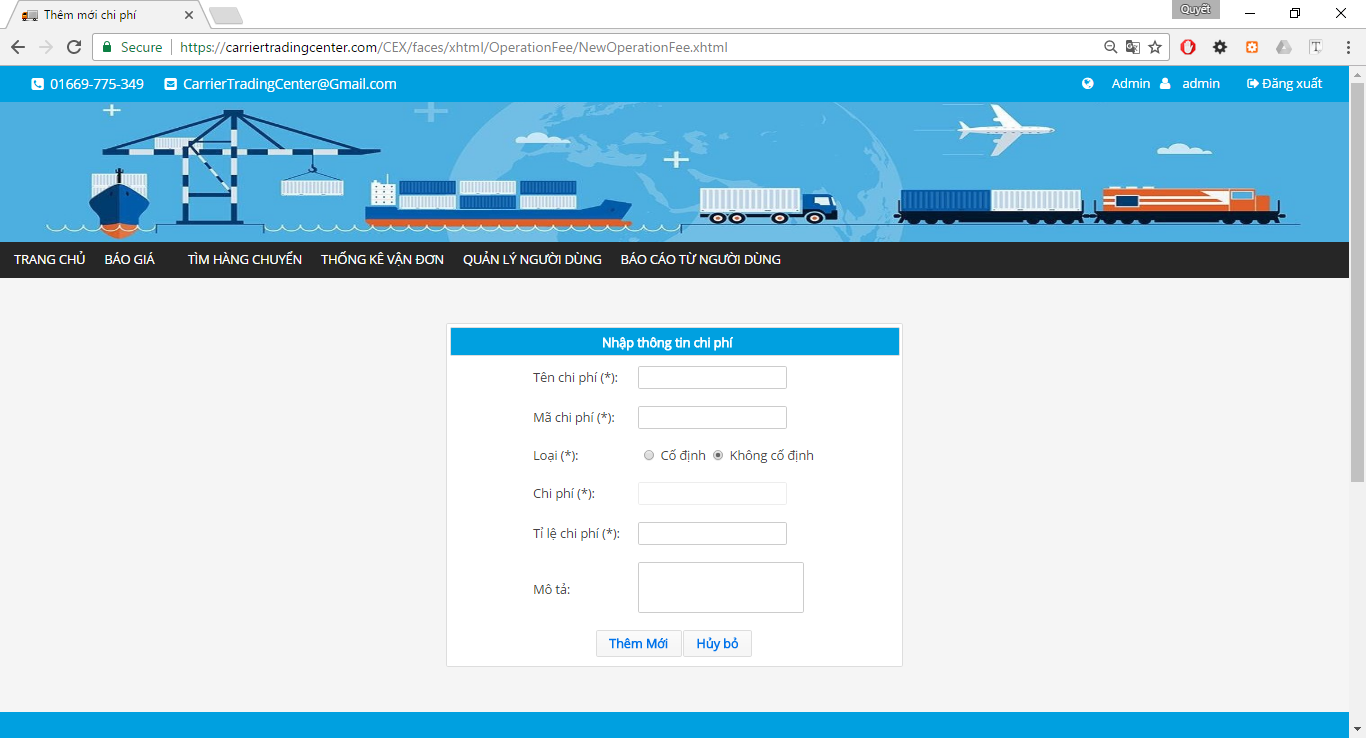 Thêm mới chi phí
Quyết
Secure https://carriertradingcenter.com/CEX/faces/xhtml/OperationFee/NewOperationFee.xhtml
01669-775-349 CarrierTradingCenter@Gmail.com Admin admin Đăng xuất
TRANG CHỦ BÁO GIÁ TÌM HÀNG CHUYỂN THỐNG KÊ VẬN ĐƠN QUẢN LÝ NGƯỜI DÙNG BÁO CÁO TỪ NGƯỜI DÙNG
Nhập thông tin chi phí
Tên chi phí (*):
Mã chi phí (*):
Loại (*): Cố định Không cố định
Chi phí (*):
Tỉ lệ chi phí (*):
Mô tả:
Thêm Mới Hủy bỏ